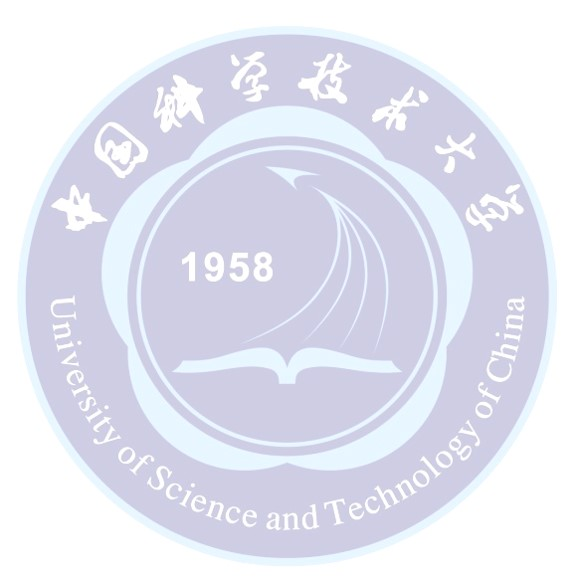 中国科学技术大学
1958
University of Science and Technology of China